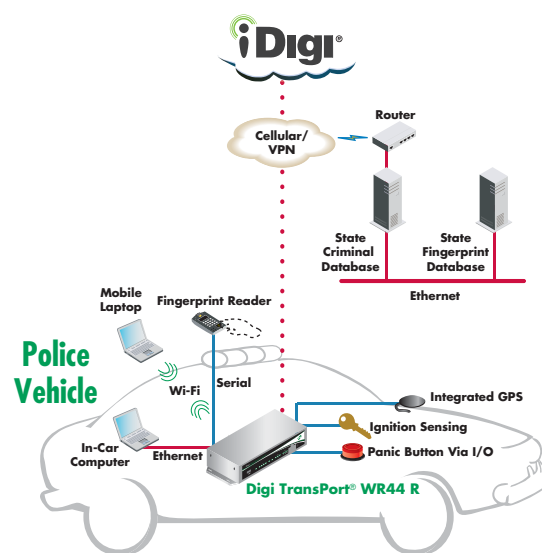 iDigi®
Cellular/
VPN
Router
State
Criminal
Database
State
Fingerprint
Database
Ethernet
Mobile
Laptop
Fingerprint Reader
Police
Vehicle
Wi-Fi
Serial
In-Car
Computer
Ethernet
Integrated GPS
Ignition Sensing
Panic Button Via I/O
Digi TransPort® WR44 R